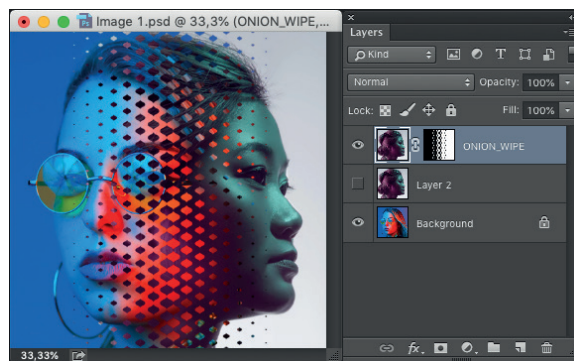 Image 1.psd @ 33,3% (ONION_WIPE,...
Layers
Kind
T
Normal
Opacity: 100%
Lock:
Fill: 100%
ONION_WIPE
Layer 2
Background
fx
33,33%